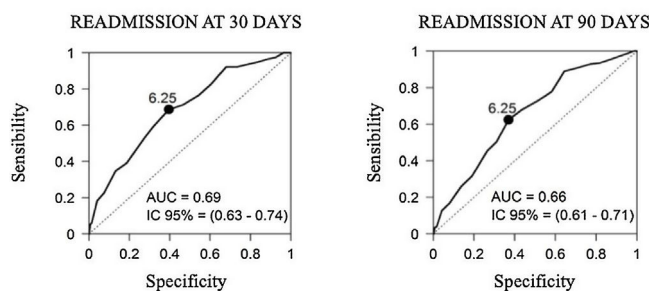 READMISSION AT 30 DAYS
1
0.8
0.6
0.4
0.2
0
Sensibility
6.25
AUC = 0.69
IC 95% = (0.63 - 0.74)
0 0.2 0.4 0.6 0.8 1
Specificity
READMISSION AT 90 DAYS
1
0.8
0.6
0.4
0.2
0
Sensibility
6.25
AUC = 0.66
IC 95% = (0.61 - 0.71)
0 0.2 0.4 0.6 0.8 1
Specificity